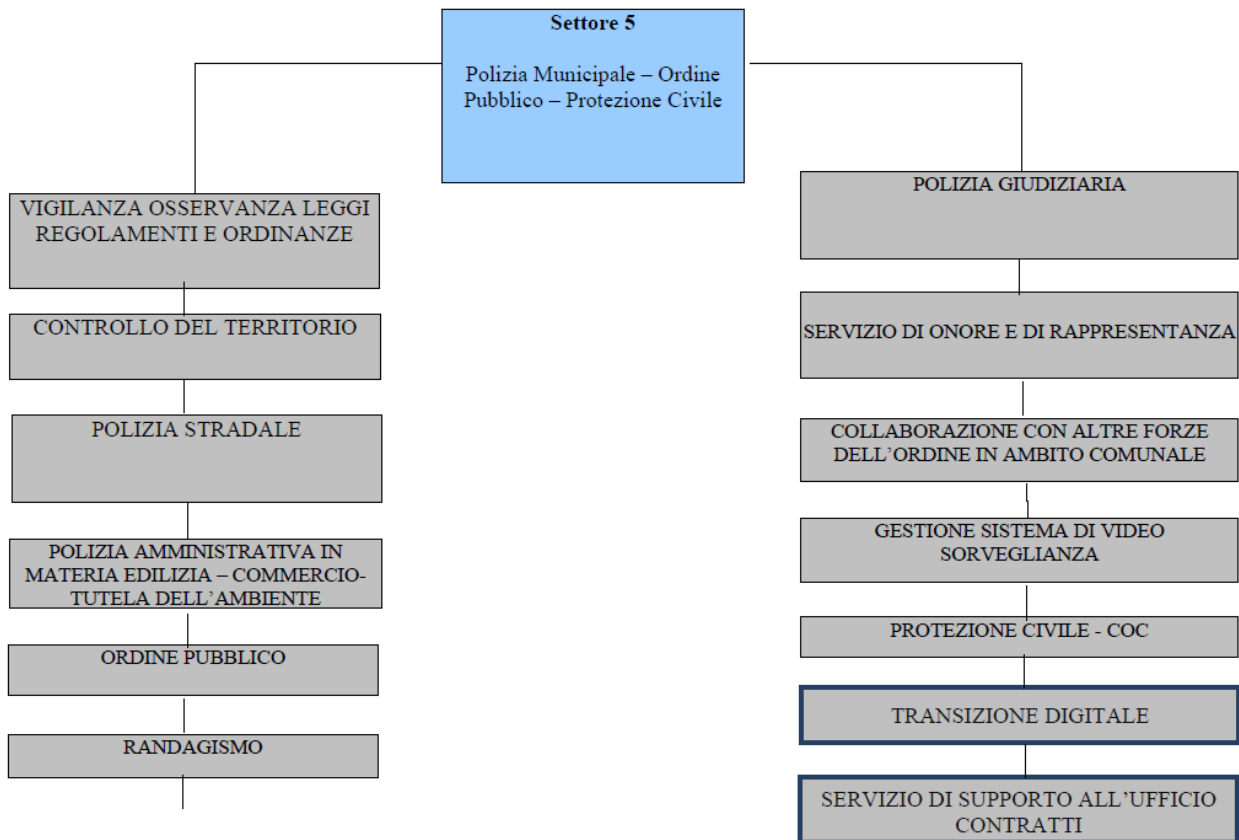 Settore 5
Polizia Municipale – Ordine
Pubblico – Protezione Civile
VIGILANZA OSSERVANZA LEGGI
REGOLAMENTI E ORDINANZE
CONTROLLO DEL TERRITORIO
POLIZIA STRADALE
POLIZIA AMMINISTRATIVA IN
MATERIA EDILIZIA – COMMERCIO-
TUTELA DELL’AMBIENTE
ORDINE PUBBLICO
RANDAGISMO
POLIZIA GIUDIZIARIA
SERVIZIO DI ONORE E DI RAPPRESENTANZA
COLLABORAZIONE CON ALTRE FORZE
DELL’ORDINE IN AMBITO COMUNALE
GESTIONE SISTEMA DI VIDEO
SORVEGLIANZA
PROTEZIONE CIVILE - COC
TRANSIZIONE DIGITALE
SERVIZIO DI SUPPORTO ALL’UFFICIO
CONTRATTI